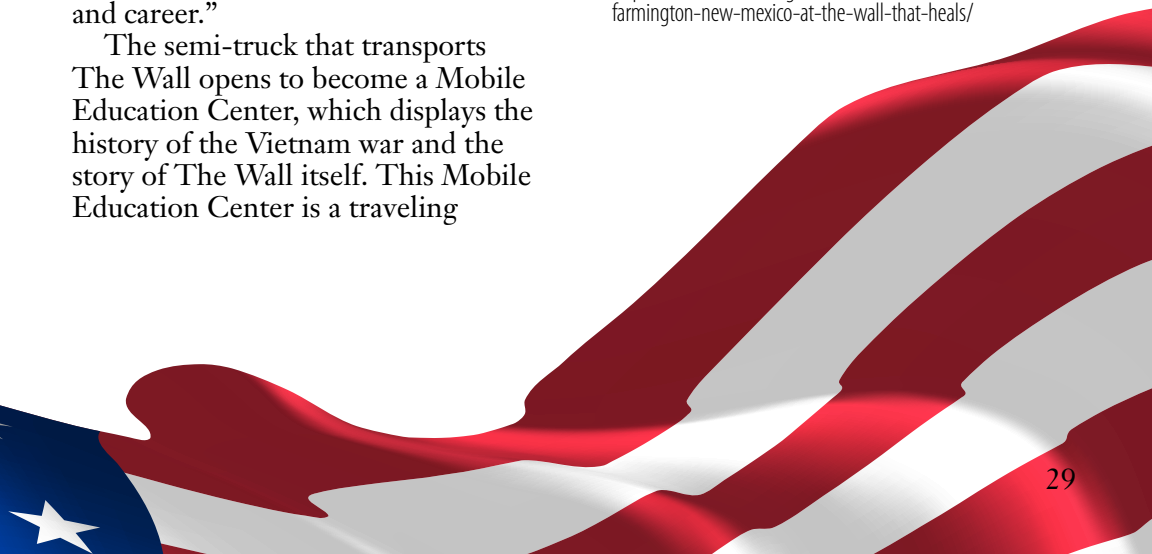 and career.”
The semi-truck that transports
The Wall opens to become a Mobile
Education Center, which displays the
history of the Vietnam war and the
story of The Wall itself. This Mobile
Education Center is a traveling
farmington-new-mexico-at-the-wall-that-heals/
29